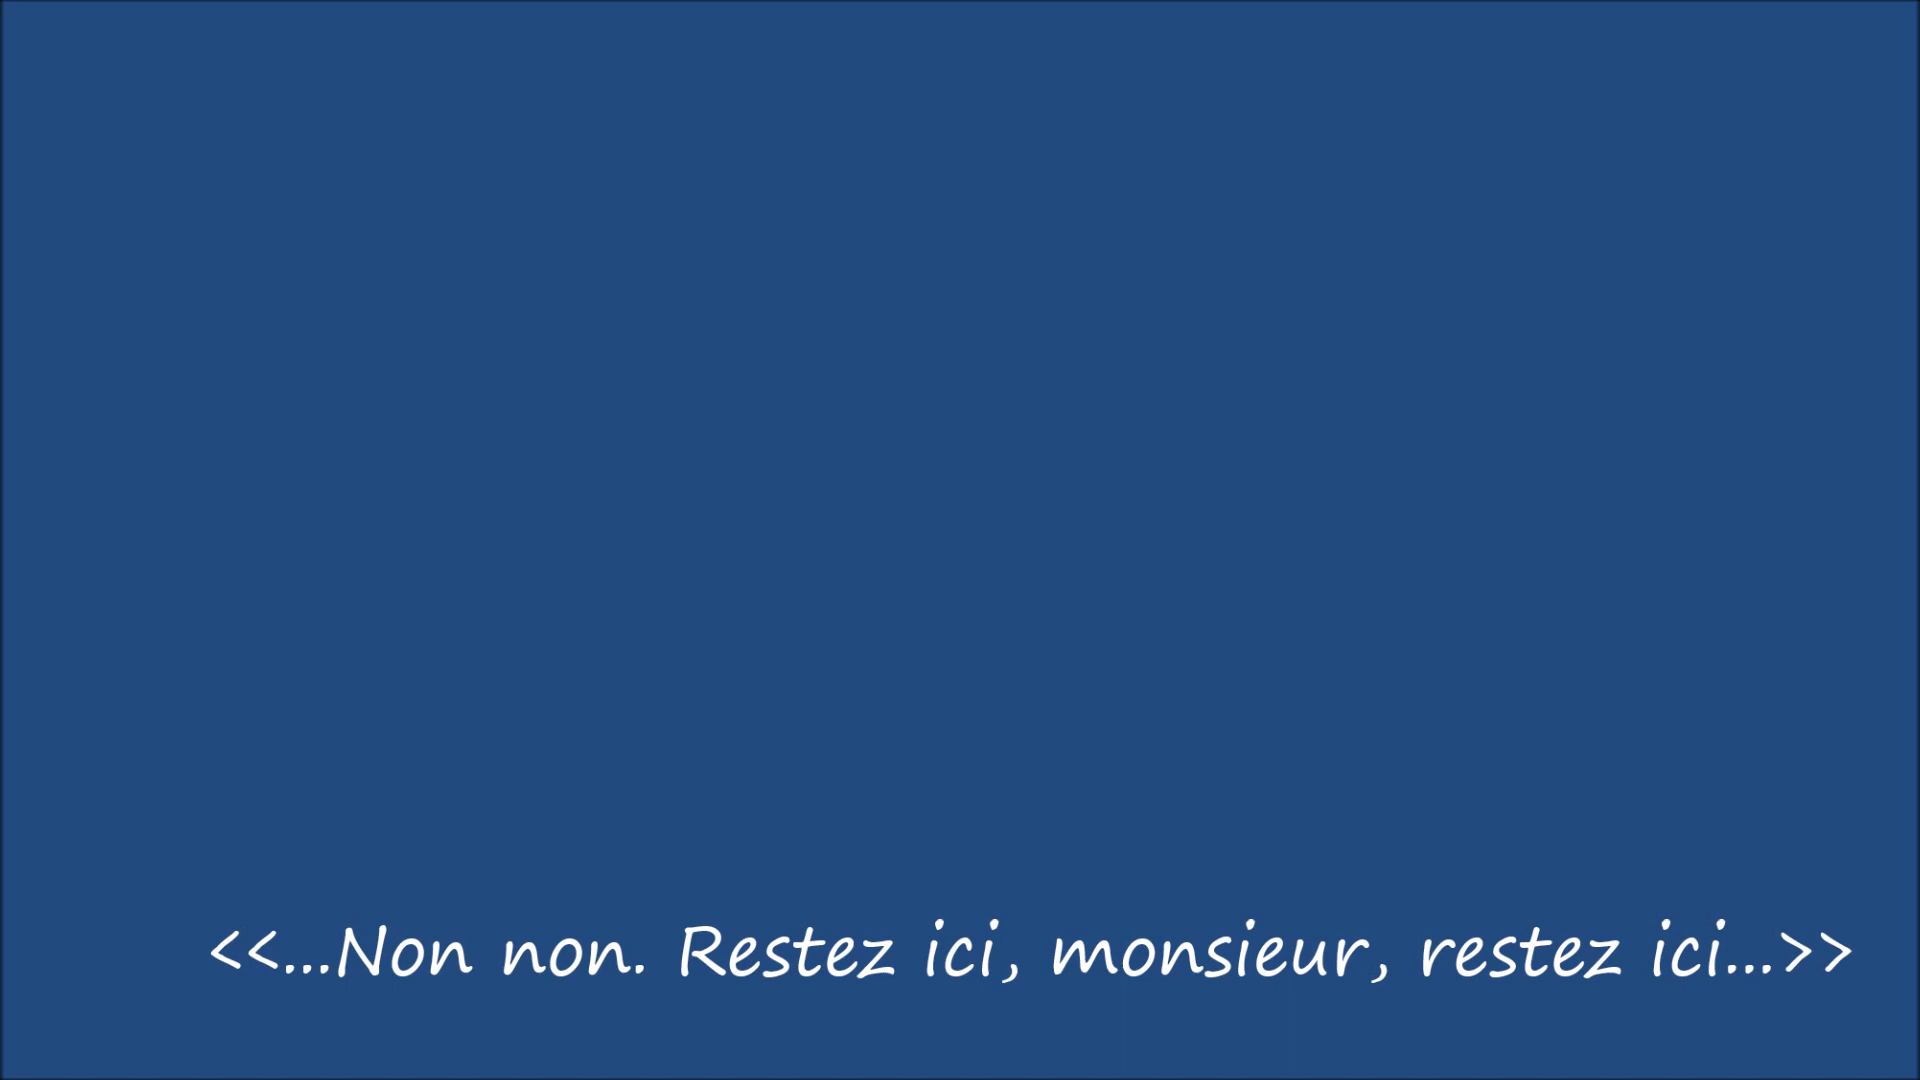 <<...Non non. Restez ici, monsieur, restez ici...>>